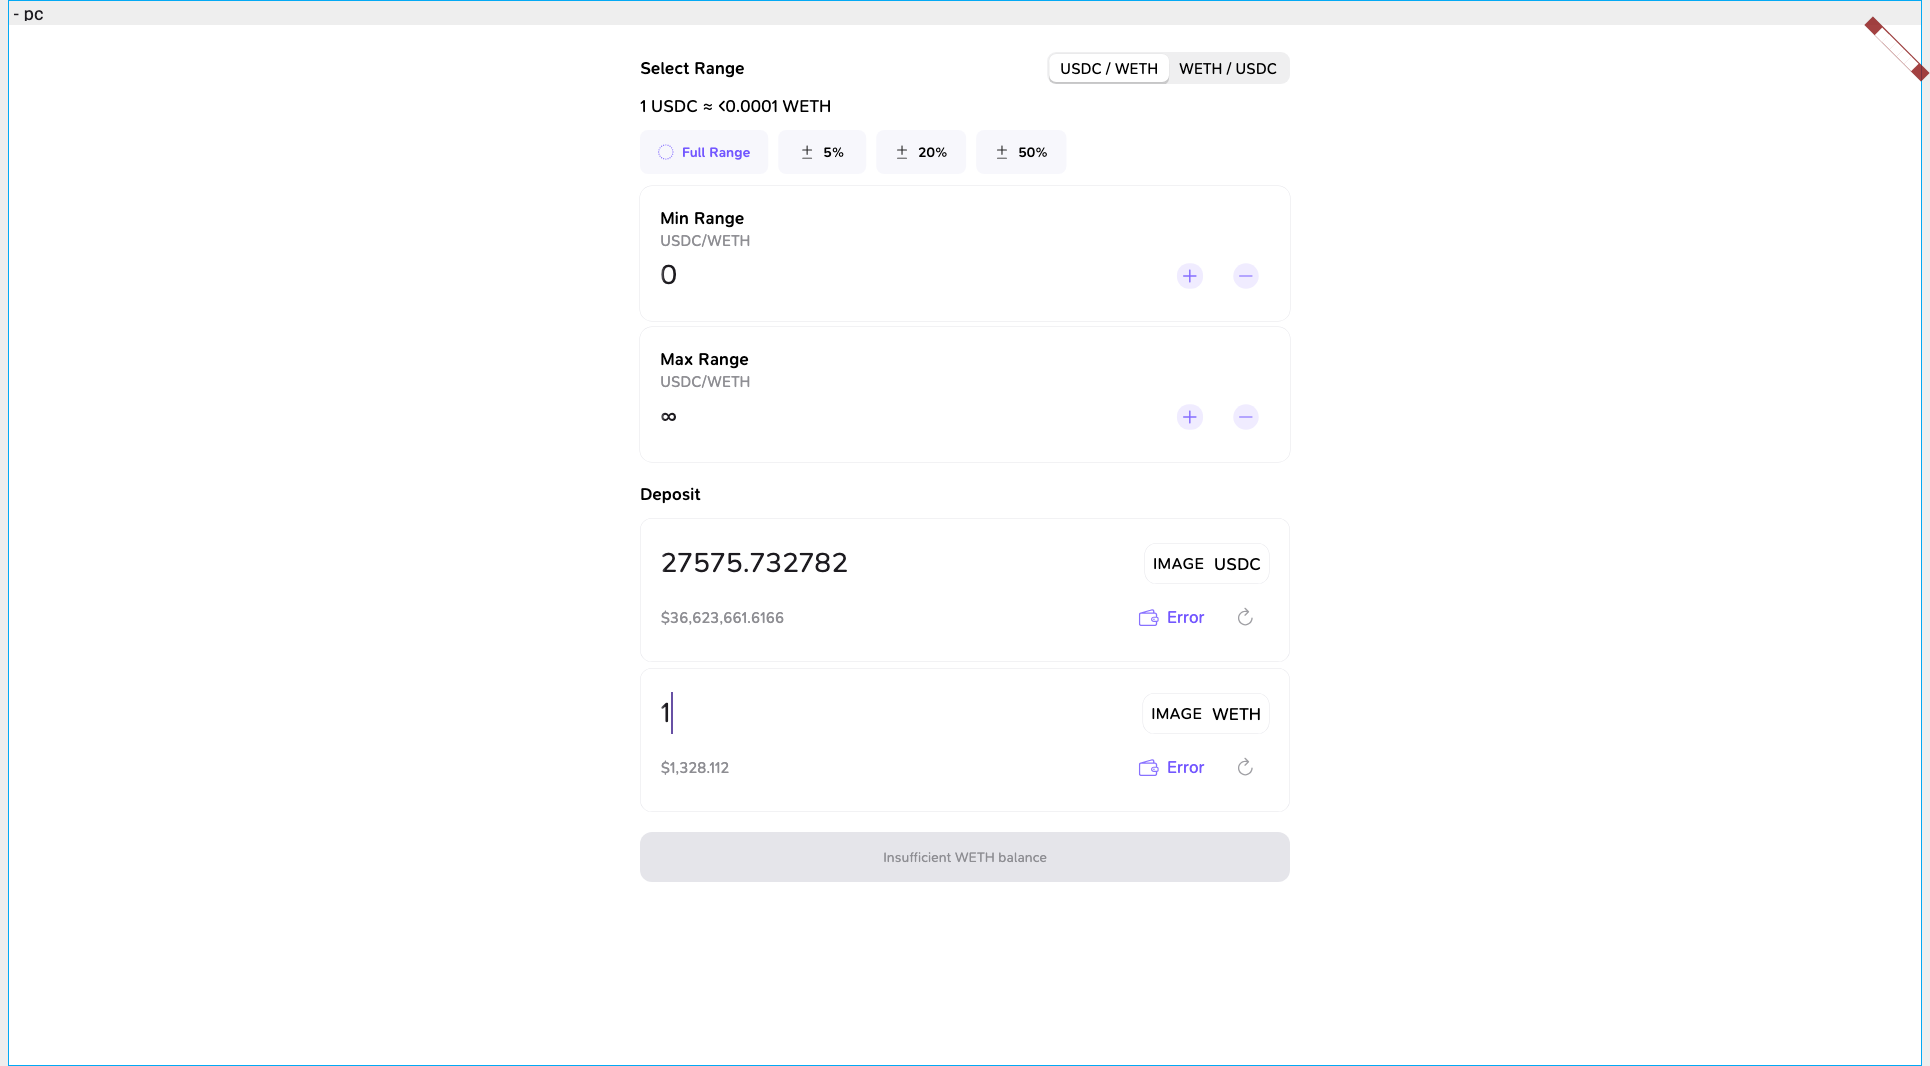 - pc
Select Range
USDC / WETH WETH / USDC
1 USDC ≈ <0.0001 WETH
Full Range ± 5% ± 20% ± 50%
Min Range
USDC/WETH
0
Max Range
USDC/WETH
∞
Deposit
27575.732782 IMAGE USDC
$36,623,661.6166 Error
1 IMAGE WETH
$1,328.112 Error
Insufficient WETH balance